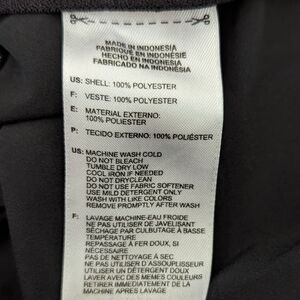 MADE IN INDONESIA
FABRIQUÉ EN INDONÉSIE
HECHO EN INDONESIA
FABRICADO NA INDONÉSIA
US: SHELL: 100% POLYESTER
F: VESTE: 100% POLYESTER
E: MATERIAL EXTERNO:
100% POLIESTER
P: TECIDO EXTERNO: 100% POLIÉSTER
US: MACHINE WASH COLD
DO NOT BLEACH
TUMBLE DRY LOW
COOL IRON IF NEEDED
DO NOT DRYCLEAN
DO NOT USE FABRIC SOFTENER
USE MILD DETERGENT ONLY
WASH WITH LIKE COLORS
REMOVE PROMPTLY AFTER WASH
F: LAVAGE MACHINE-EAU FROIDE
NE PAS UTILISER DE JAVELISANT
SÉCHAGE PAR CULBUTAGE À BASSE
TEMPÉRATURE
REPASSAGE À FER DOUX, SI
NÉCESSAIRE
PAS DE NETTOYAGE À SEC
NE PAS UTILISER D'ASSOUPLISSEUR
UTILISER UN DÉTERGENT DOUX
LAVER AVEC DES MEMES COULEURS
RETIRER IMMÉDIATEMENT DE LA
MACHINE APRÈS LAVAGE